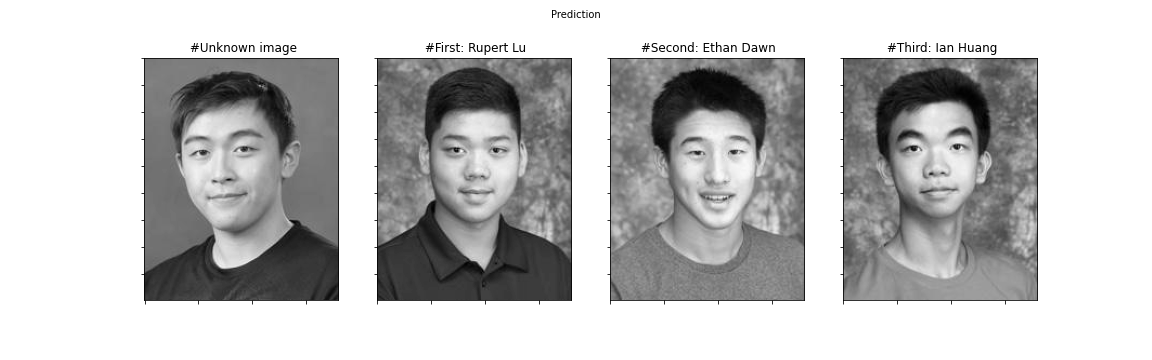 Prediction
#Unknown image
#First: Rupert Lu
#Second: Ethan Dawn
#Third: Ian Huang